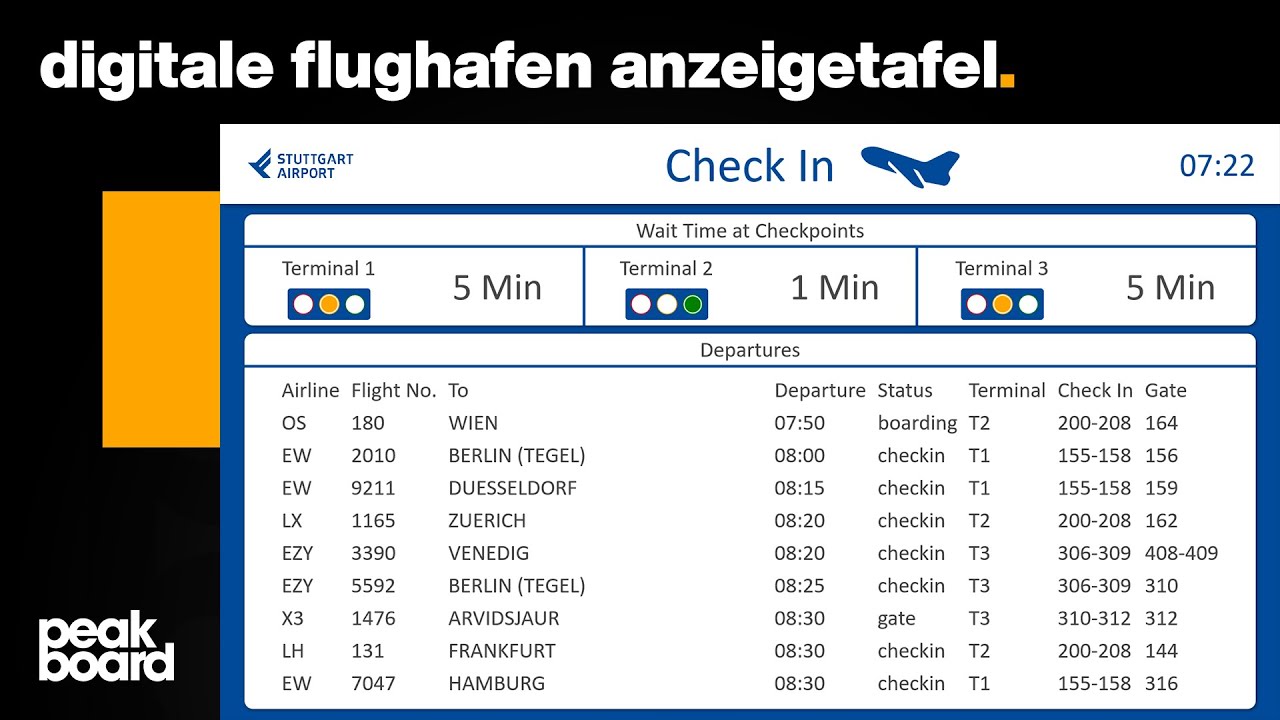 digitale flughafen anzeigetafel.
STUTTGART
AIRPORT
Check In
07:22
Wait Time at Checkpoints
Terminal 1
5 Min
Terminal 2
1 Min
Terminal 3
5 Min
Departures
Airline Flight No. To Departure Status Terminal Check In Gate
OS 180 WIEN 07:50 boarding T2 200-208 164
EW 2010 BERLIN (TEGEL) 08:00 checkin T1 155-158 156
EW 9211 DUESSELDORF 08:15 checkin T1 155-158 159
LX 1165 ZUERICH 08:20 checkin T2 200-208 162
EZY 3390 VENEDIG 08:20 checkin T3 306-309 408-409
EZY 5592 BERLIN (TEGEL) 08:25 checkin T3 306-309 310
X3 1476 ARVIDSJAUR 08:30 gate T3 310-312 312
LH 131 FRANKFURT 08:30 checkin T2 200-208 144
EW 7047 HAMBURG 08:30 checkin T1 155-158 316
peak
board